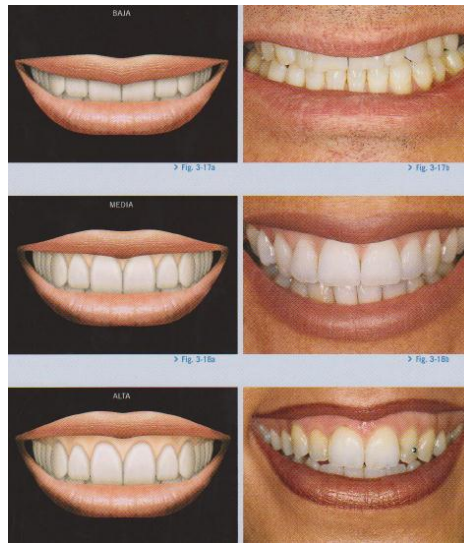 BAJA
> Fig. 3-17a
> Fig. 3-17b
MEDIA
> Fig. 3-18a
> Fig. 3-18b
ALTA